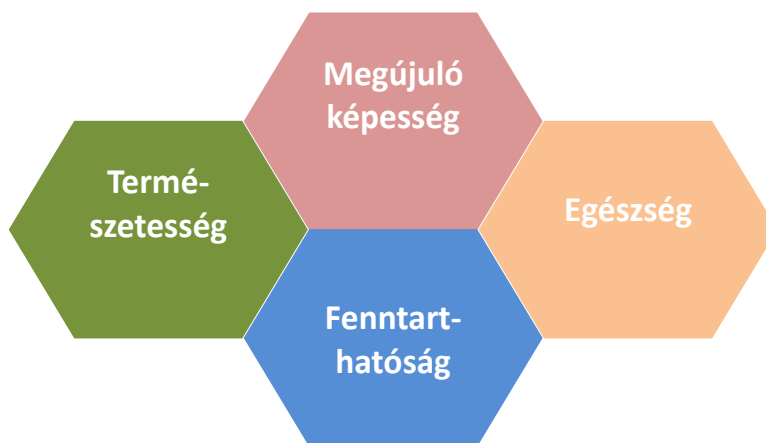 Megújuló
képesség
Termé-
szetesség
Egészség
Fenntart-
hatóság